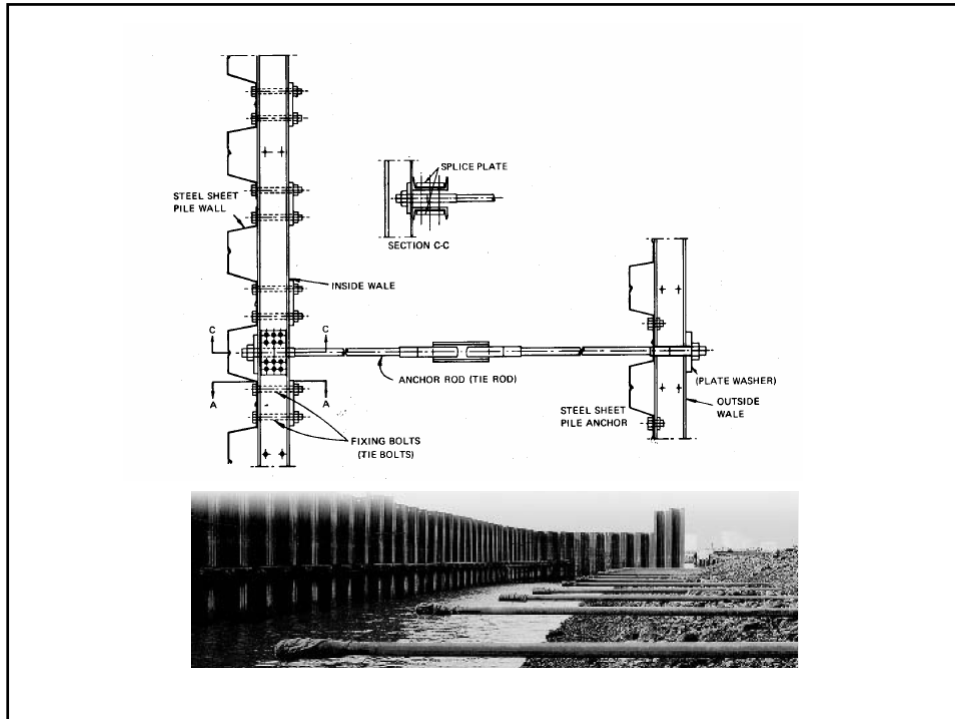 SPLICE PLATE
STEEL SHEET
PILE WALL
SECTION C-C
INSIDE WALE
C
C
ANCHOR ROD (TIE ROD)
(PLATE WASHER)
A
A
OUTSIDE
WALE
STEEL SHEET
PILE ANCHOR
FIXING BOLTS
(TIE BOLTS)